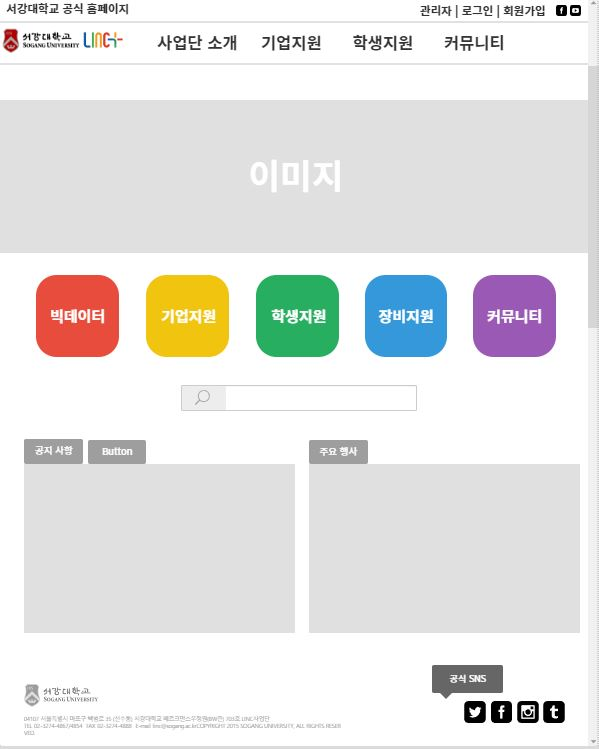 서강대학교 공식 홈페이지
관리자 | 로그인 | 회원가입
서강대학교
SOGANG UNIVERSITY
LINC+
사업단 소개 기업지원 학생지원 커뮤니티
이미지
빅데이터 기업지원 학생지원 장비지원 커뮤니티
공지 사항 Button 주요 행사
공식 SNS
서강대학교
SOGANG UNIVERSITY
04107 서울특별시 마포구 백범로 35 (신수동) 서강대학교 떼이야르관 703호 LINC사업단
TEL 02-3274-4867/4854 FAX 02-3274-4888 E-mail linc@sogang.ac.krCOPYRIGHT 2015 SOGANG UNIVERSITY, ALL RIGHTS RESER
VED.